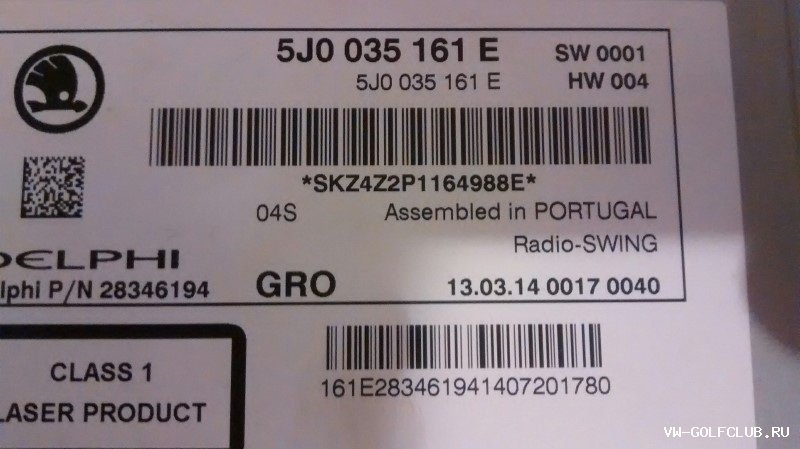 5J0 035 161 E SW 0001
5J0 035 161 E HW 004
*SKZ4Z2P1164988E*
04S Assembled in PORTUGAL
Radio-SWING
DELPHI
lphi P/N 28346194 GRO 13.03.14 0017 0040
161E283461941407201780
CLASS 1
LASER PRODUCT
VW-GOLFCLUB.RU